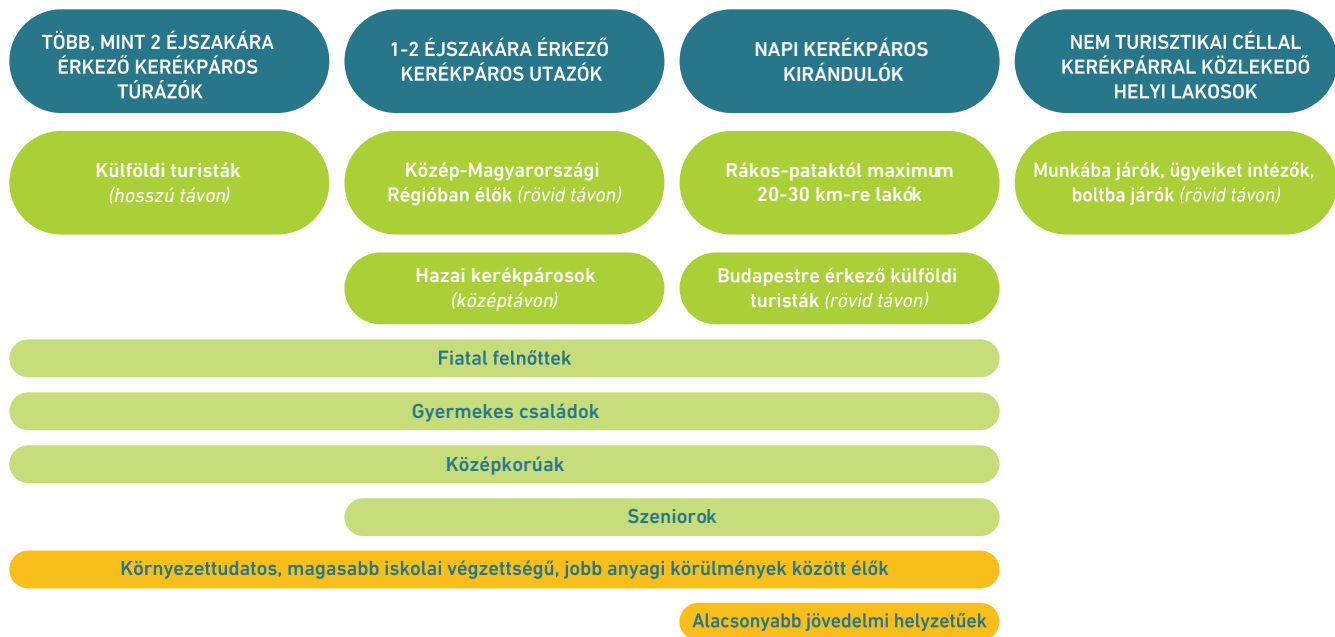 TÖBB, MINT 2 ÉJSZAKÁRA
ÉRKEZŐ KERÉKPÁROS
TÚRÁZÓK
1-2 ÉJSZAKÁRA ÉRKEZŐ
KERÉKPÁROS UTAZÓK
NAPI KERÉKPÁROS
KIRÁNDULÓK
NEM TURISZTIKAI CÉLLAL
KERÉKPÁRRAL KÖZLEKEDŐ
HELYI LAKOSOK
Külföldi turisták
(hosszú távon)
Közép-Magyarországi
Régióban élők (rövid távon)
Rákos-pataktól maximum
20-30 km-re lakók
Munkába járók, ügyeiket intézők,
boltba járók (rövid távon)
Hazai kerékpárosok
(középtávon)
Budapestre érkező külföldi
turisták (rövid távon)
Fiatal felnőttek
Gyermekes családok
Középkorúak
Szeniorok
Környezettudatos, magasabb iskolai végzettségű, jobb anyagi körülmények között élők
Alacsonyabb jövedelmi helyzetűek